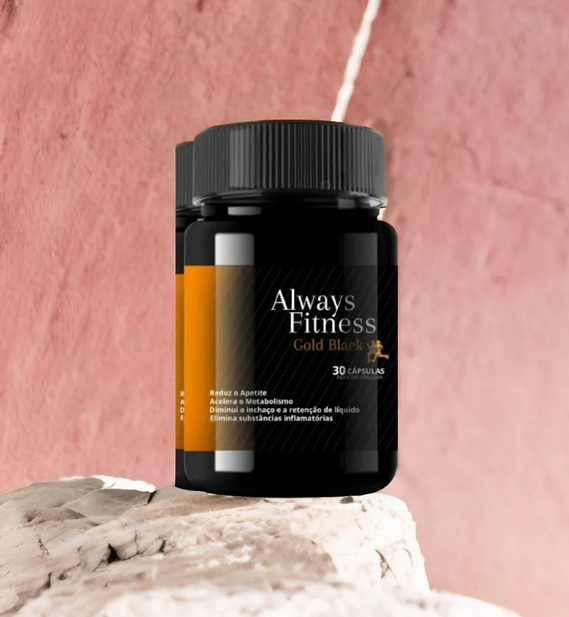 Always
Fitness
Gold Black
30 CÁPSULAS
Reduz o Apetite
Acelera o Metabolismo
Diminui o inchaço e a retenção de líquido
Elimina substâncias inflamatórias
R
A
D
E